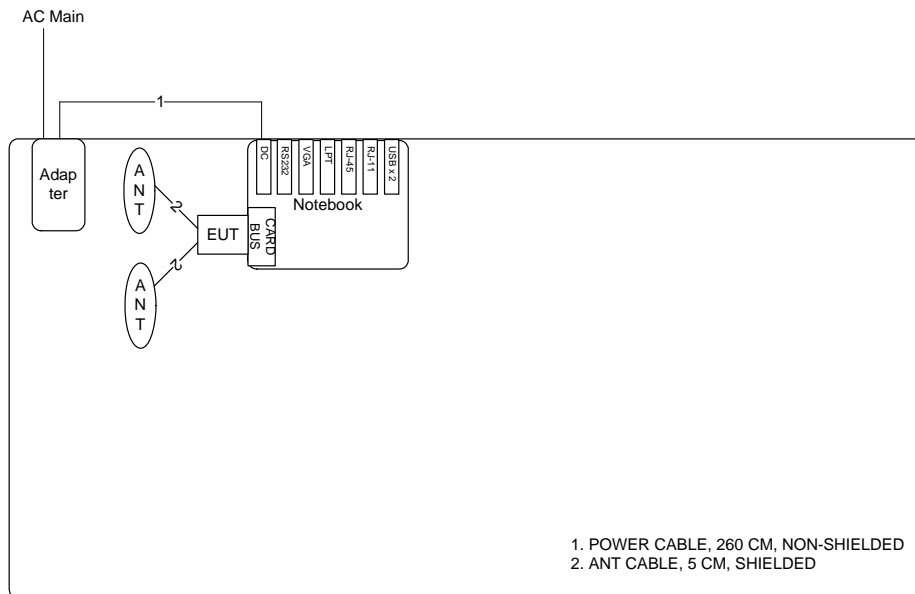 AC Main
1
Adap
ter
A
N
T
2
EUT
CARD
BUS
DC
RS232
VGA
LPT
RJ-45
RJ-11
USB x 2
Notebook
2
A
N
T
1. POWER CABLE, 260 CM, NON-SHIELDED
2. ANT CABLE, 5 CM, SHIELDED